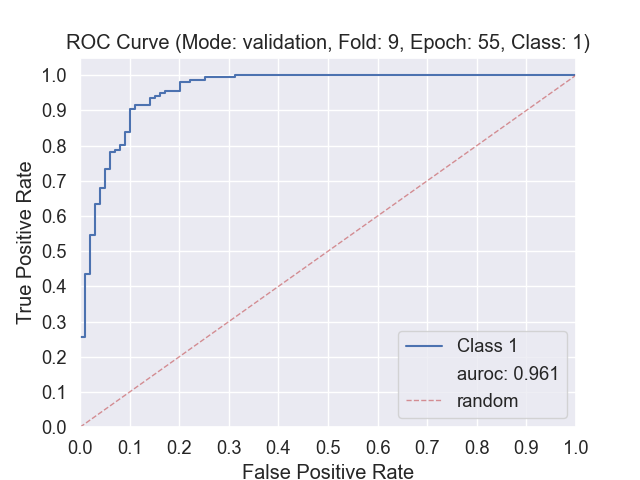 ROC Curve (Mode: validation, Fold: 9, Epoch: 55, Class: 1)
True Positive Rate
1.0
0.9
0.8
0.7
0.6
0.5
0.4
0.3
0.2
0.1
0.0
Class 1
auroc: 0.961
random
0.0 0.1 0.2 0.3 0.4 0.5 0.6 0.7 0.8 0.9 1.0
False Positive Rate